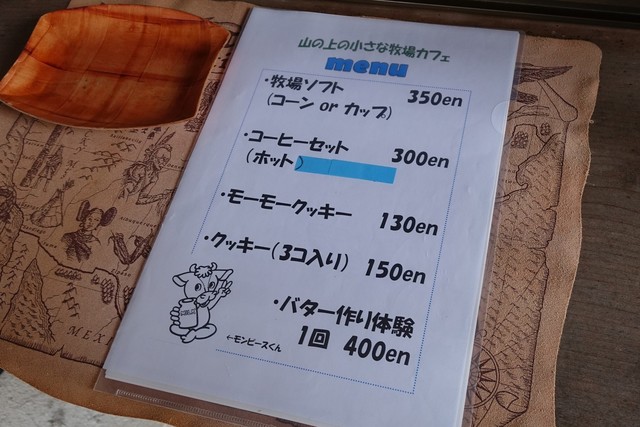 山の上の小さな牧場カフェ
menu
・牧場ソフト 350en
(コーン or カップ)
・コーヒーセット 300en
(ホット)
・モーモークッキー 130en
・クッキー(3コ入り) 150en
・バター作り体験
1回 400en
←モンピースくん
MEX